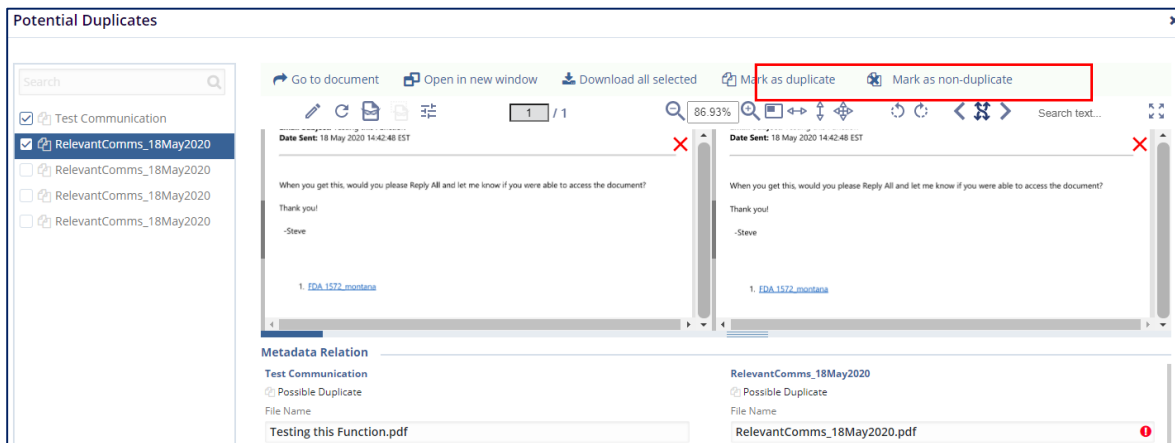 Potential Duplicates
Search
Test Communication
RelevantComms_18May2020
RelevantComms_18May2020
RelevantComms_18May2020
RelevantComms_18May2020
Go to document Open in new window Download all selected Mark as duplicate Mark as non-duplicate
1 / 1 86.93% Search text...
Date Sent: 18 May 2020 14:42:48 EST
When you get this, would you please Reply All and let me know if you were able to access the document?
Thank you!
-Steve
1. FDA 1572_montana
Date Sent: 18 May 2020 14:42:48 EST
When you get this, would you please Reply All and let me know if you were able to access the document?
Thank you!
-Steve
1. FDA 1572_montana
Metadata Relation
Test Communication
Possible Duplicate
File Name
Testing this Function.pdf
RelevantComms_18May2020
Possible Duplicate
File Name
RelevantComms_18May2020.pdf